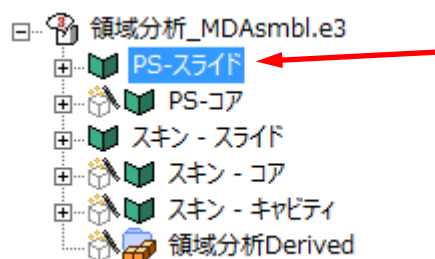 領域分析_MDAsmbl.e3
PS-スライド
PS-コア
スキン - スライド
スキン - コア
スキン - キャビティ
領域分析Derived